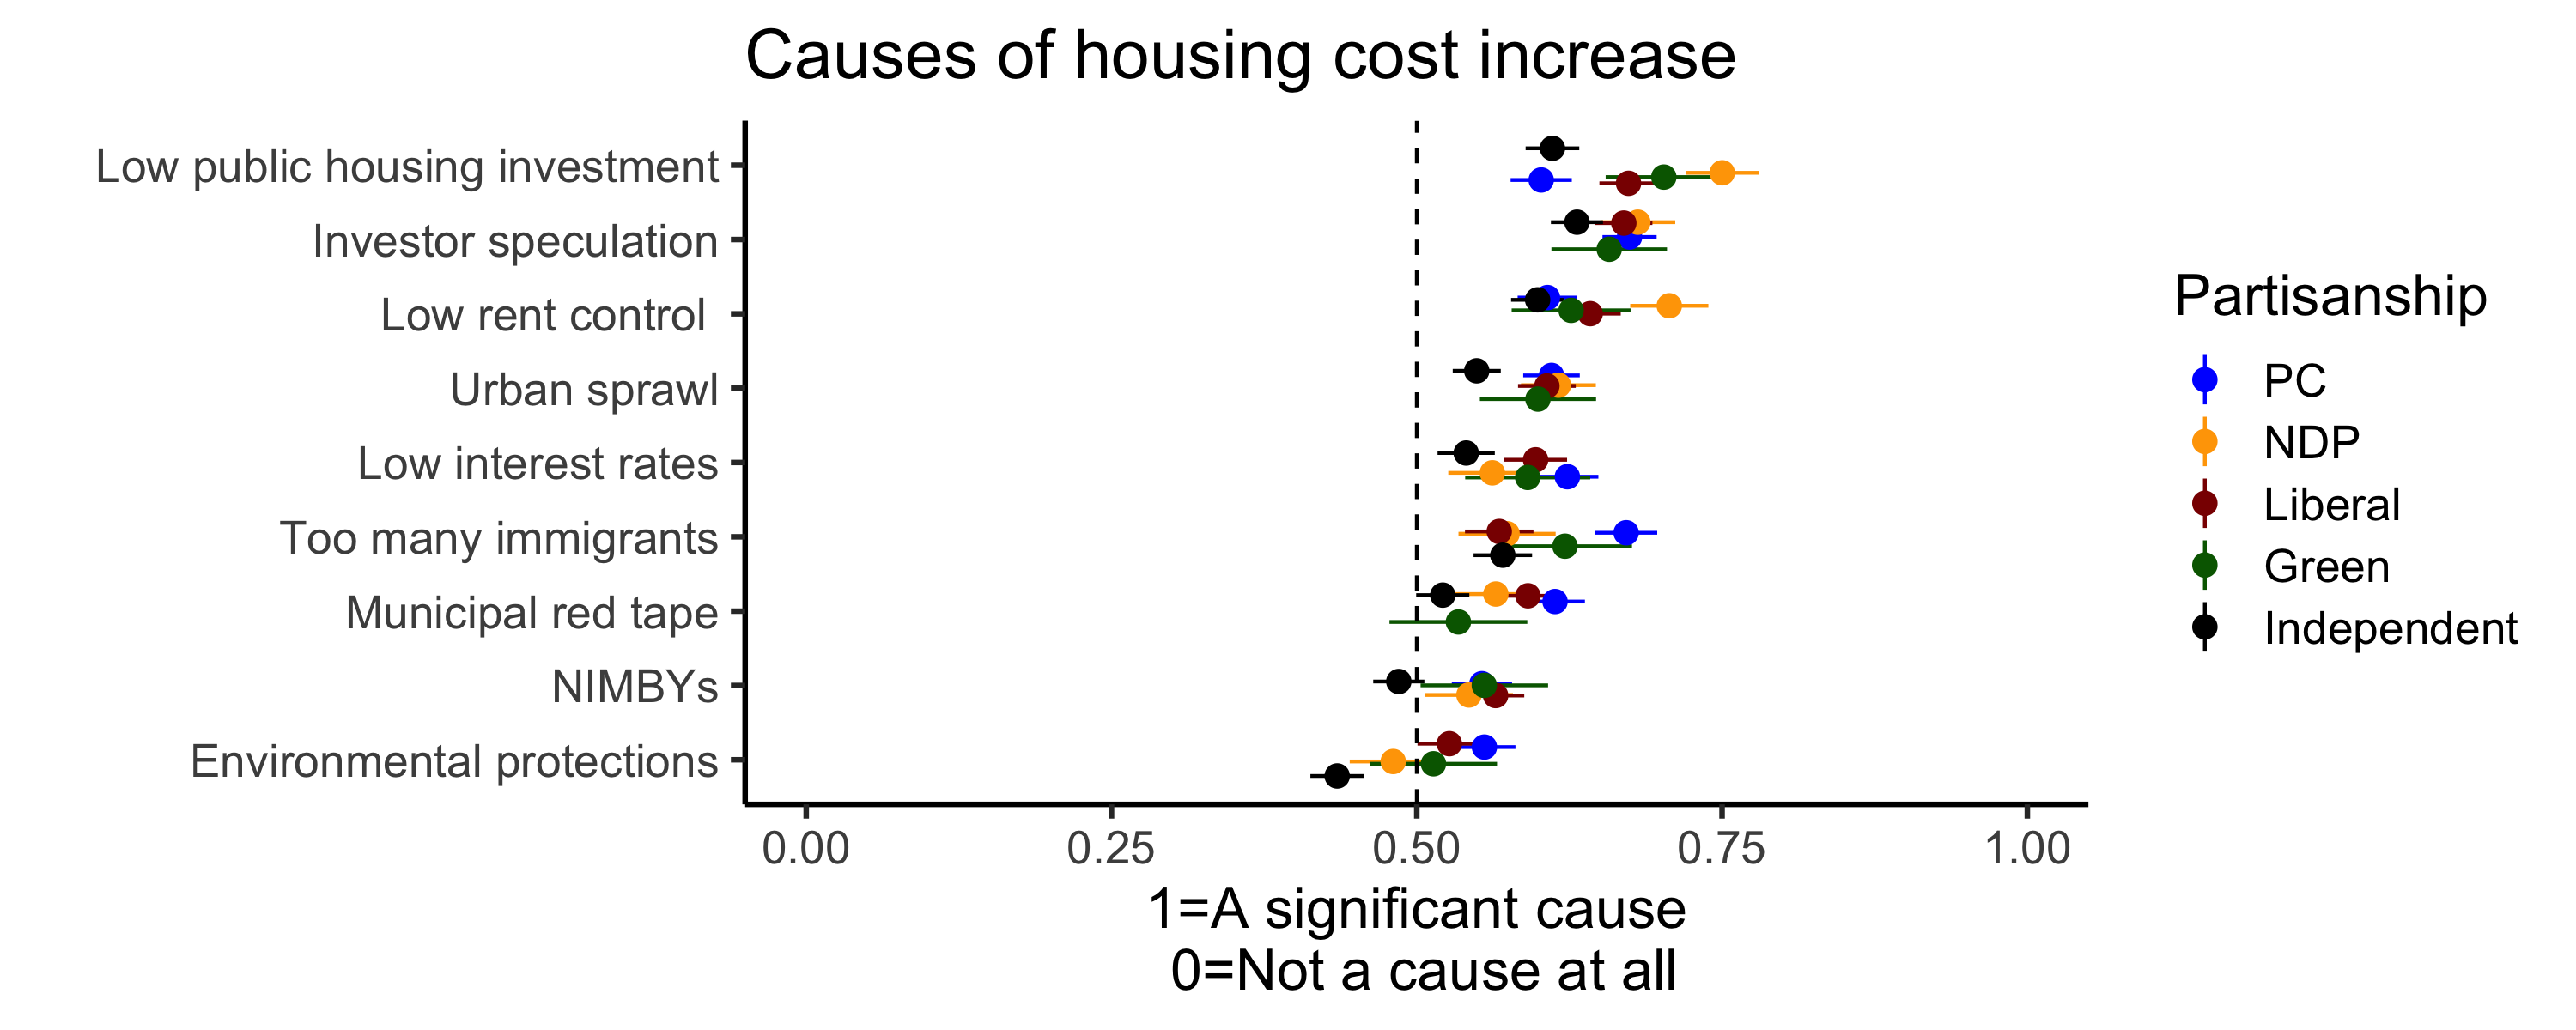 Causes of housing cost increase
Low public housing investment
Investor speculation
Low rent control
Urban sprawl
Low interest rates
Too many immigrants
Municipal red tape
NIMBYs
Environmental protections
0.00 0.25 0.50 0.75 1.00
1=A significant cause
0=Not a cause at all
Partisanship
PC
NDP
Liberal
Green
Independent